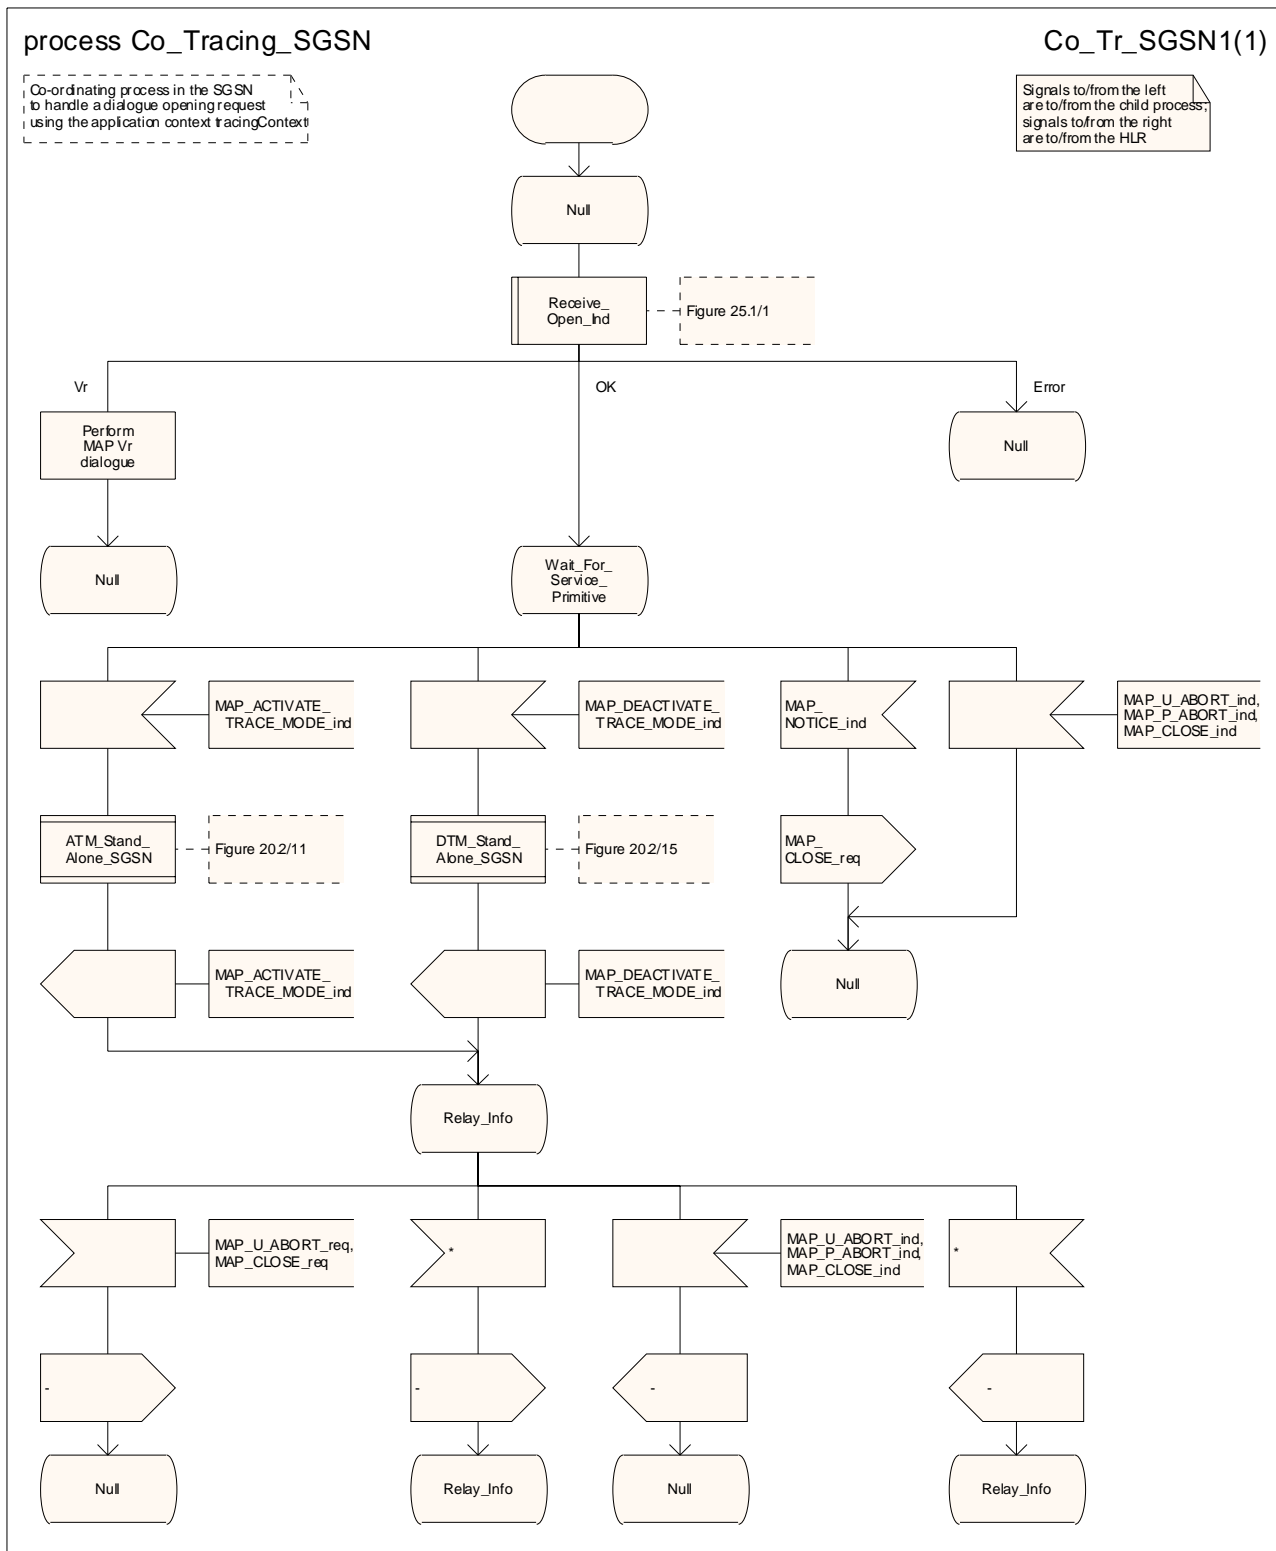 process Co_Tracing_SGSN
Co_Tr_SGSN1(1)
Co-ordinating process in the SGSN
to handle a dialogue opening request
using the application context tracingContext
Signals to/from the left
are to/from the child process;
signals to/from the right
are to/from the HLR
Null
Receive_
Open_Ind
Figure 25.1/1
Vr
OK
Error
Perform
MAP Vr
dialogue
Null
Null
Wait_For_
Service_
Primitive
Null
MAP_ACTIVATE_
TRACE_MODE_ind
MAP_DEACTIVATE_
TRACE_MODE_ind
MAP_
NOTICE_ind
MAP_U_ABORT_ind,
MAP_P_ABORT_ind,
MAP_CLOSE_ind
ATM_Stand_
Alone_SGSN
Figure 20.2/11
DTM_Stand_
Alone_SGSN
Figure 20.2/15
MAP_
CLOSE_req
MAP_ACTIVATE_
TRACE_MODE_ind
MAP_DEACTIVATE_
TRACE_MODE_ind
Null
Relay_Info
MAP_U_ABORT_req,
MAP_CLOSE_req
*
MAP_U_ABORT_ind,
MAP_P_ABORT_ind,
MAP_CLOSE_ind
*
-
-
-
-
Null
Relay_Info
Null
Relay_Info